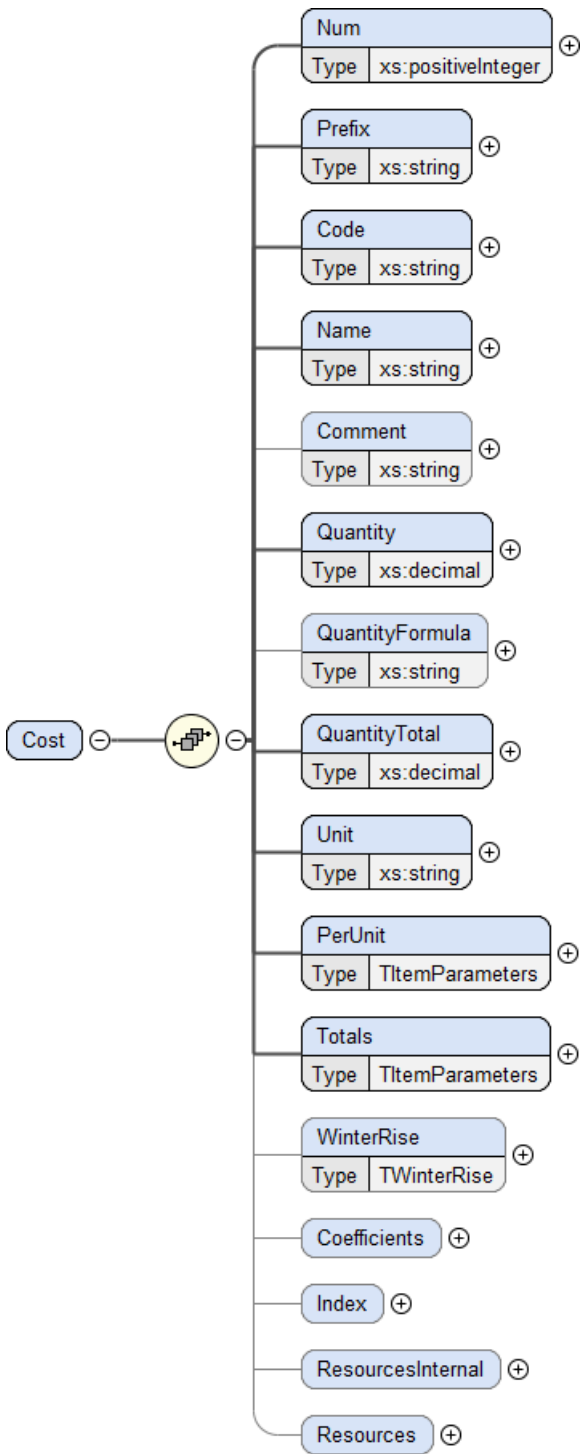 Num
Type xs:positiveInteger
Prefix
Type xs:string
Code
Type xs:string
Name
Type xs:string
Comment
Type xs:string
Quantity
Type xs:decimal
QuantityFormula
Type xs:string
Cost
QuantityTotal
Type xs:decimal
Unit
Type xs:string
PerUnit
Type TItemParameters
Totals
Type TItemParameters
WinterRise
Type TWinterRise
Coefficients
Index
ResourcesInternal
Resources